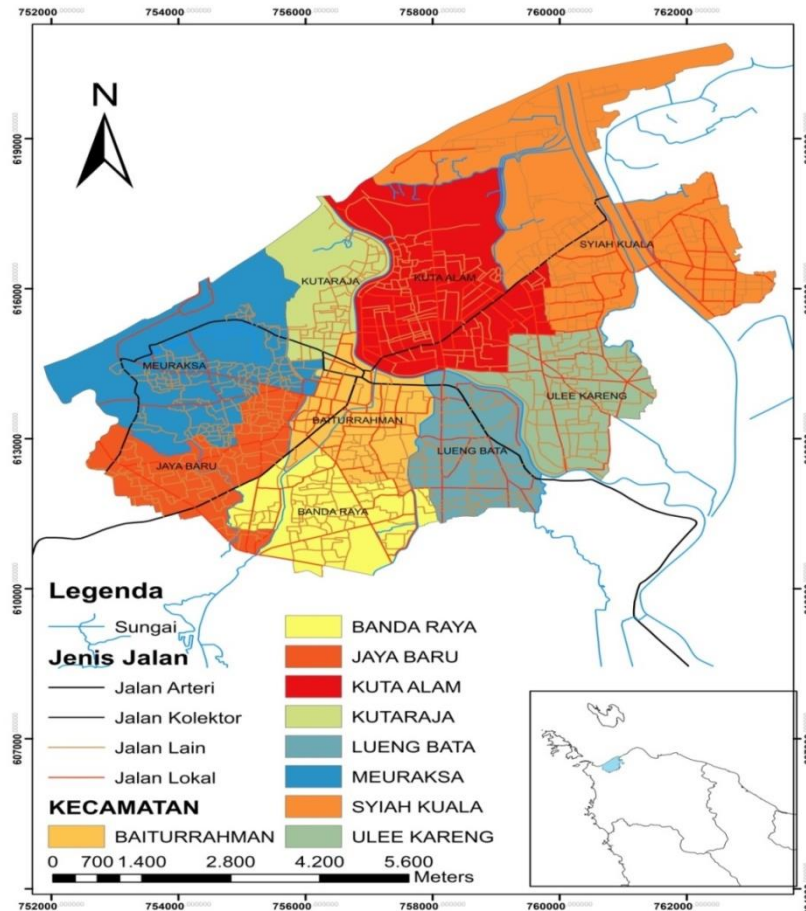 752000 754000 756000 758000 760000 762000
N
619000
SYIAH KUALA
KUTARAJA
KUTA ALAM
616000
MEURAKSA
ULEE KARENG
BAITURRAHMAN
613000
LUENG BATA
JAYA BARU
BANDA RAYA
610000
Legenda
Sungai
Jenis Jalan
Jalan Arteri
Jalan Kolektor
Jalan Lain
Jalan Lokal
607000
KECAMATAN
BAITURRAHMAN
BANDA RAYA
JAYA BARU
KUTA ALAM
KUTARAJA
LUENG BATA
MEURAKSA
SYIAH KUALA
ULEE KARENG
0 700 1.400 2.800 4.200 5.600
Meters
752000 754000 756000 758000 760000 762000